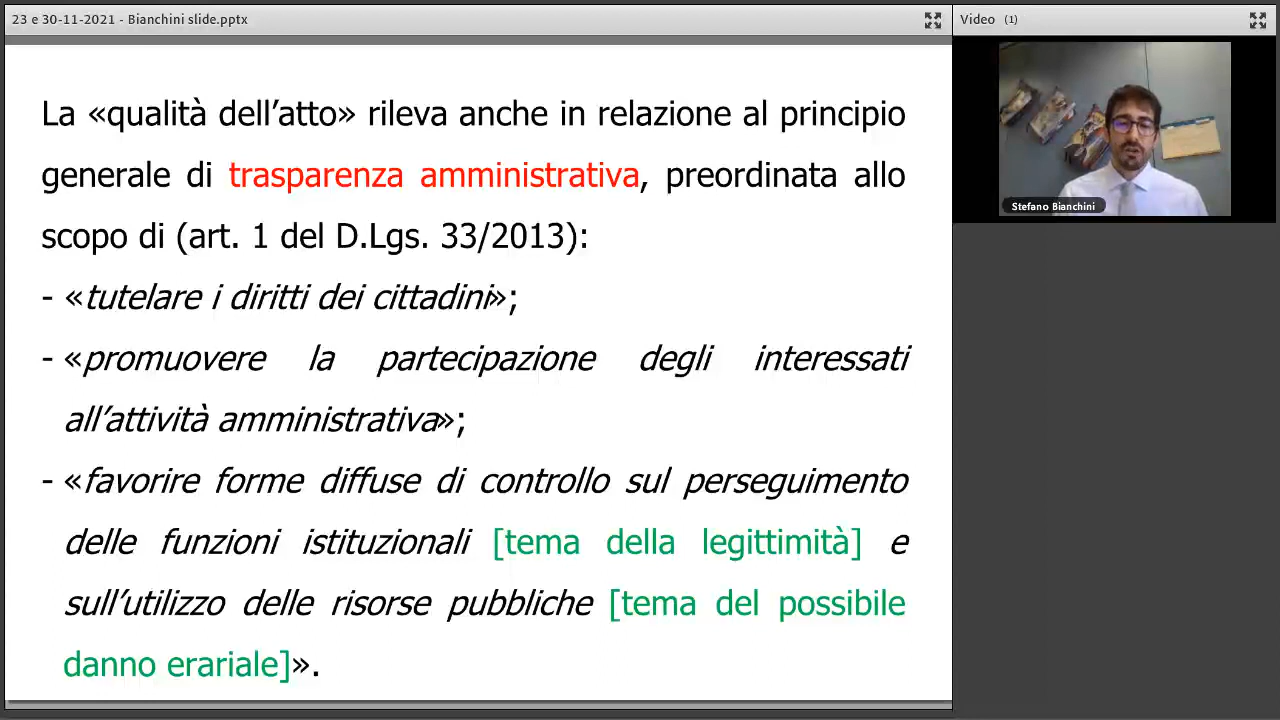 23 e 30-11-2021 - Bianchini slide.pptx
Video (1)
La «qualità dell’atto» rileva anche in relazione al principio
generale di trasparenza amministrativa, preordinata allo
scopo di (art. 1 del D.Lgs. 33/2013):
- «tutelare i diritti dei cittadini»;
- «promuovere la partecipazione degli interessati
all’attività amministrativa»;
- «favorire forme diffuse di controllo sul perseguimento
delle funzioni istituzionali [tema della legittimità] e
sull’utilizzo delle risorse pubbliche [tema del possibile
danno erariale]».
Stefano Bianchini